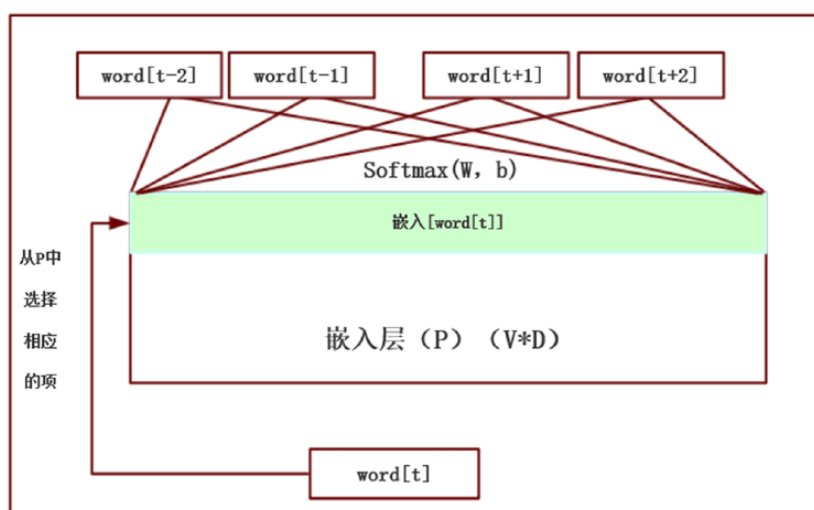 word[t-2]
word[t-1]
word[t+1]
word[t+2]
Softmax(W，b)
嵌入[word[t]]
从P中
选择
相应
的项
嵌入层（P）（V*D）
word[t]